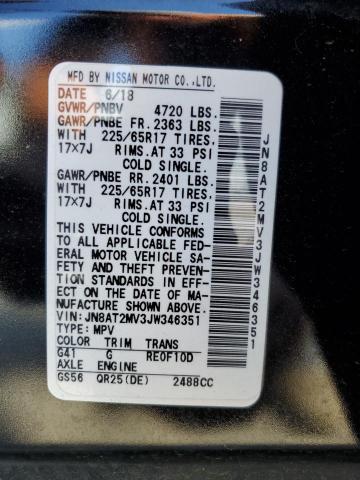 MFD BY NISSAN MOTOR CO.,LTD.
DATE 6/18
GVWR/PNBV 4720 LBS.
GAWR/PNBE FR. 2363 LBS.
WITH 225/65R17 TIRES.
17×7J RIMS.AT 33 PSI
COLD SINGLE.
GAWR/PNBE RR. 2401 LBS.
WITH 225/65R17 TIRES.
17×7J RIMS.AT 33 PSI
COLD SINGLE.
THIS VEHICLE CONFORMS
TO ALL APPLICABLE FED-
ERAL MOTOR VEHICLE SA-
FETY AND THEFT PREVEN-
TION STANDARDS IN EFF-
ECT ON THE DATE OF MA-
NUFACTURE SHOWN ABOVE.
VIN:JN8AT2MV3JW346351
TYPE:MPV
COLOR TRIM TRANS
G41 G RE0F10D
AXLE ENGINE
GS56 QR25(DE) 2488CC
JN8AT2MV3JW346351